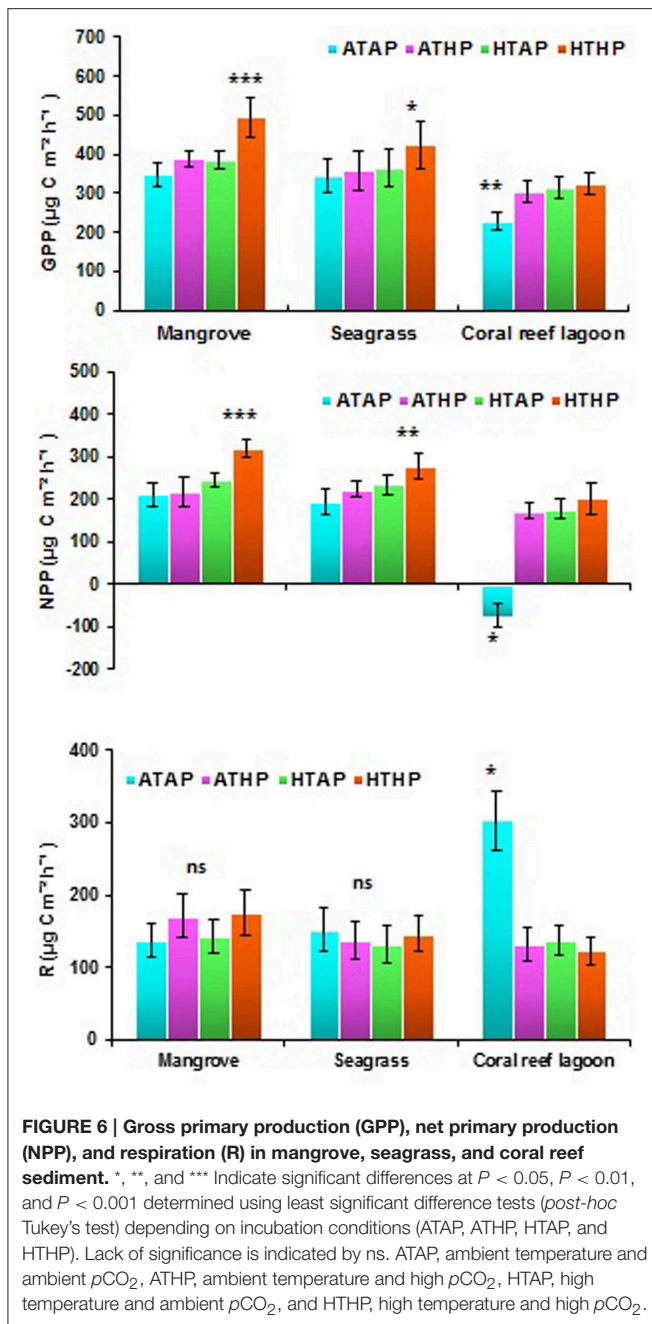 700
ATAP ATHP HTAP HTHP
600
***
500
*
400
**
300
200
100
0
GPP (µg C m⁻² h⁻¹)
Mangrove Seagrass Coral reef lagoon
500
ATAP ATHP HTAP HTHP
400
***
**
300
200
100
0
-100
*
-200
NPP (µg C m⁻² h⁻¹)
400
ATAP ATHP HTAP HTHP
*
300
ns ns
200
100
0
R (µg C m⁻² h⁻¹)
Mangrove Seagrass Coral reef lagoon
FIGURE 6 | Gross primary production (GPP), net primary production
(NPP), and respiration (R) in mangrove, seagrass, and coral reef
sediment. *, **, and *** Indicate significant differences at P < 0.05, P < 0.01,
and P < 0.001 determined using least significant difference tests (post-hoc
Tukey's test) depending on incubation conditions (ATAP, ATHP, HTAP, and
HTHP). Lack of significance is indicated by ns. ATAP, ambient temperature and
ambient pCO₂, ATHP, ambient temperature and high pCO₂, HTAP, high
temperature and ambient pCO₂, and HTHP, high temperature and high pCO₂.